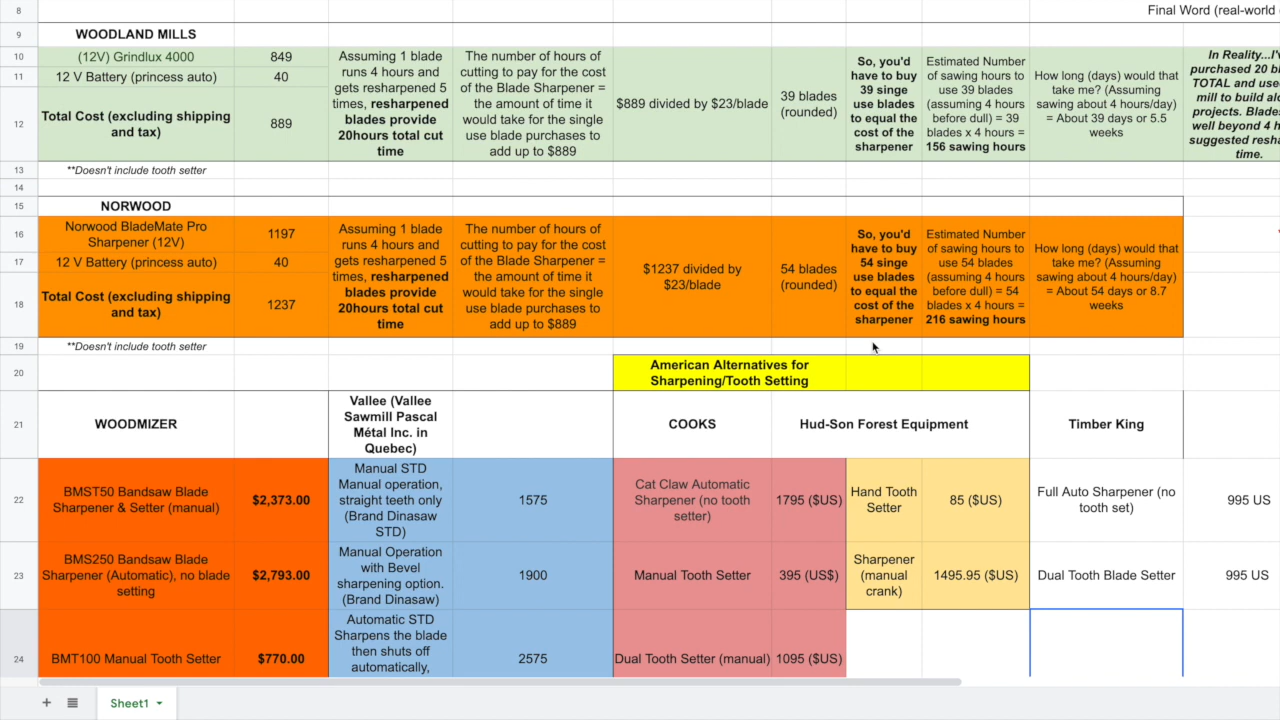 8
Final Word (real-world
9
WOODLAND MILLS
10
(12V) Grindlux 4000
849
11
12 V Battery (princess auto)
40
12
Total Cost (excluding shipping
and tax)
889
Assuming 1 blade
runs 4 hours and
gets resharpened 5
times, resharpened
blades provide
20hours total cut
time
The number of hours of
cutting to pay for the cost
of the Blade Sharpener =
the amount of time it
would take for the single
use blade purchases to
add up to $889
$889 divided by $23/blade
39 blades
(rounded)
So, you'd
have to buy
39 singe
use blades
to equal the
cost of the
sharpener
Estimated Number
of sawing hours to
use 39 blades
(assuming 4 hours
before dull) = 39
blades x 4 hours =
156 sawing hours
How long (days) would that
take me? (Assuming
sawing about 4 hours/day)
= About 39 days or 5.5
weeks
In Reality...I'v
purchased 20 bl
TOTAL and use
mill to build alo
projects. Blade
well beyond 4 h
suggested resha
time.
13
**Doesn't include tooth setter
14
15
NORWOOD
16
Norwood BladeMate Pro
Sharpener (12V)
1197
17
12 V Battery (princess auto)
40
18
Total Cost (excluding shipping
and tax)
1237
Assuming 1 blade
runs 4 hours and
gets resharpened 5
times, resharpened
blades provide
20hours total cut
time
The number of hours of
cutting to pay for the cost
of the Blade Sharpener =
the amount of time it
would take for the single
use blade purchases to
add up to $889
$1237 divided by
$23/blade
54 blades
(rounded)
So, you'd
have to buy
54 singe
use blades
to equal the
cost of the
sharpener
Estimated Number
of sawing hours to
use 54 blades
(assuming 4 hours
before dull) = 54
blades x 4 hours =
216 sawing hours
How long (days) would that
take me? (Assuming
sawing about 4 hours/day)
= About 54 days or 8.7
weeks
19
**Doesn't include tooth setter
20
American Alternatives for
Sharpening/Tooth Setting
21
WOODMIZER
Vallee (Vallee
Sawmill Pascal
Métal Inc. in
Quebec)
COOKS
Hud-Son Forest Equipment
Timber King
22
BMST50 Bandsaw Blade
Sharpener & Setter (manual)
$2,373.00
Manual STD
Manual operation,
straight teeth only
(Brand Dinasaw
STD)
1575
Cat Claw Automatic
Sharpener (no tooth
setter)
1795 ($US)
Hand Tooth
Setter
85 ($US)
Full Auto Sharpener (no
tooth set)
995 US
23
BMS250 Bandsaw Blade
Sharpener (Automatic), no blade
setting
$2,793.00
Manual Operation
with Bevel
sharpening option.
(Brand Dinasaw)
1900
Manual Tooth Setter
395 (US$)
Sharpener
(manual
crank)
1495.95 ($US)
Dual Tooth Blade Setter
995 US
24
BMT100 Manual Tooth Setter
$770.00
Automatic STD
Sharpens the blade
then shuts off
automatically,
2575
Dual Tooth Setter (manual)
1095 ($US)
Sheet1